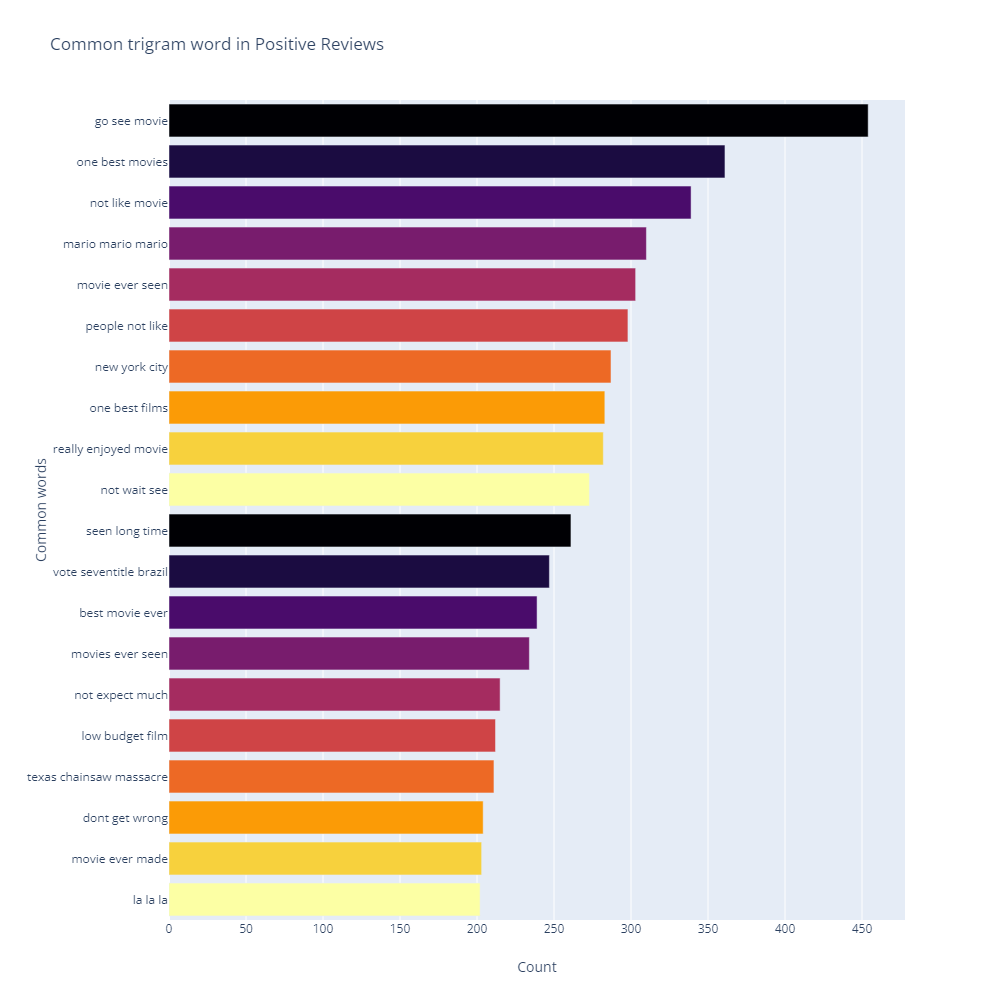 Common trigram word in Positive Reviews
go see movie
one best movies
not like movie
mario mario mario
movie ever seen
people not like
new york city
one best films
really enjoyed movie
not wait see
seen long time
vote seventitle brazil
best movie ever
movies ever seen
not expect much
low budget film
texas chainsaw massacre
dont get wrong
movie ever made
la la la
Common words
0 50 100 150 200 250 300 350 400 450
Count